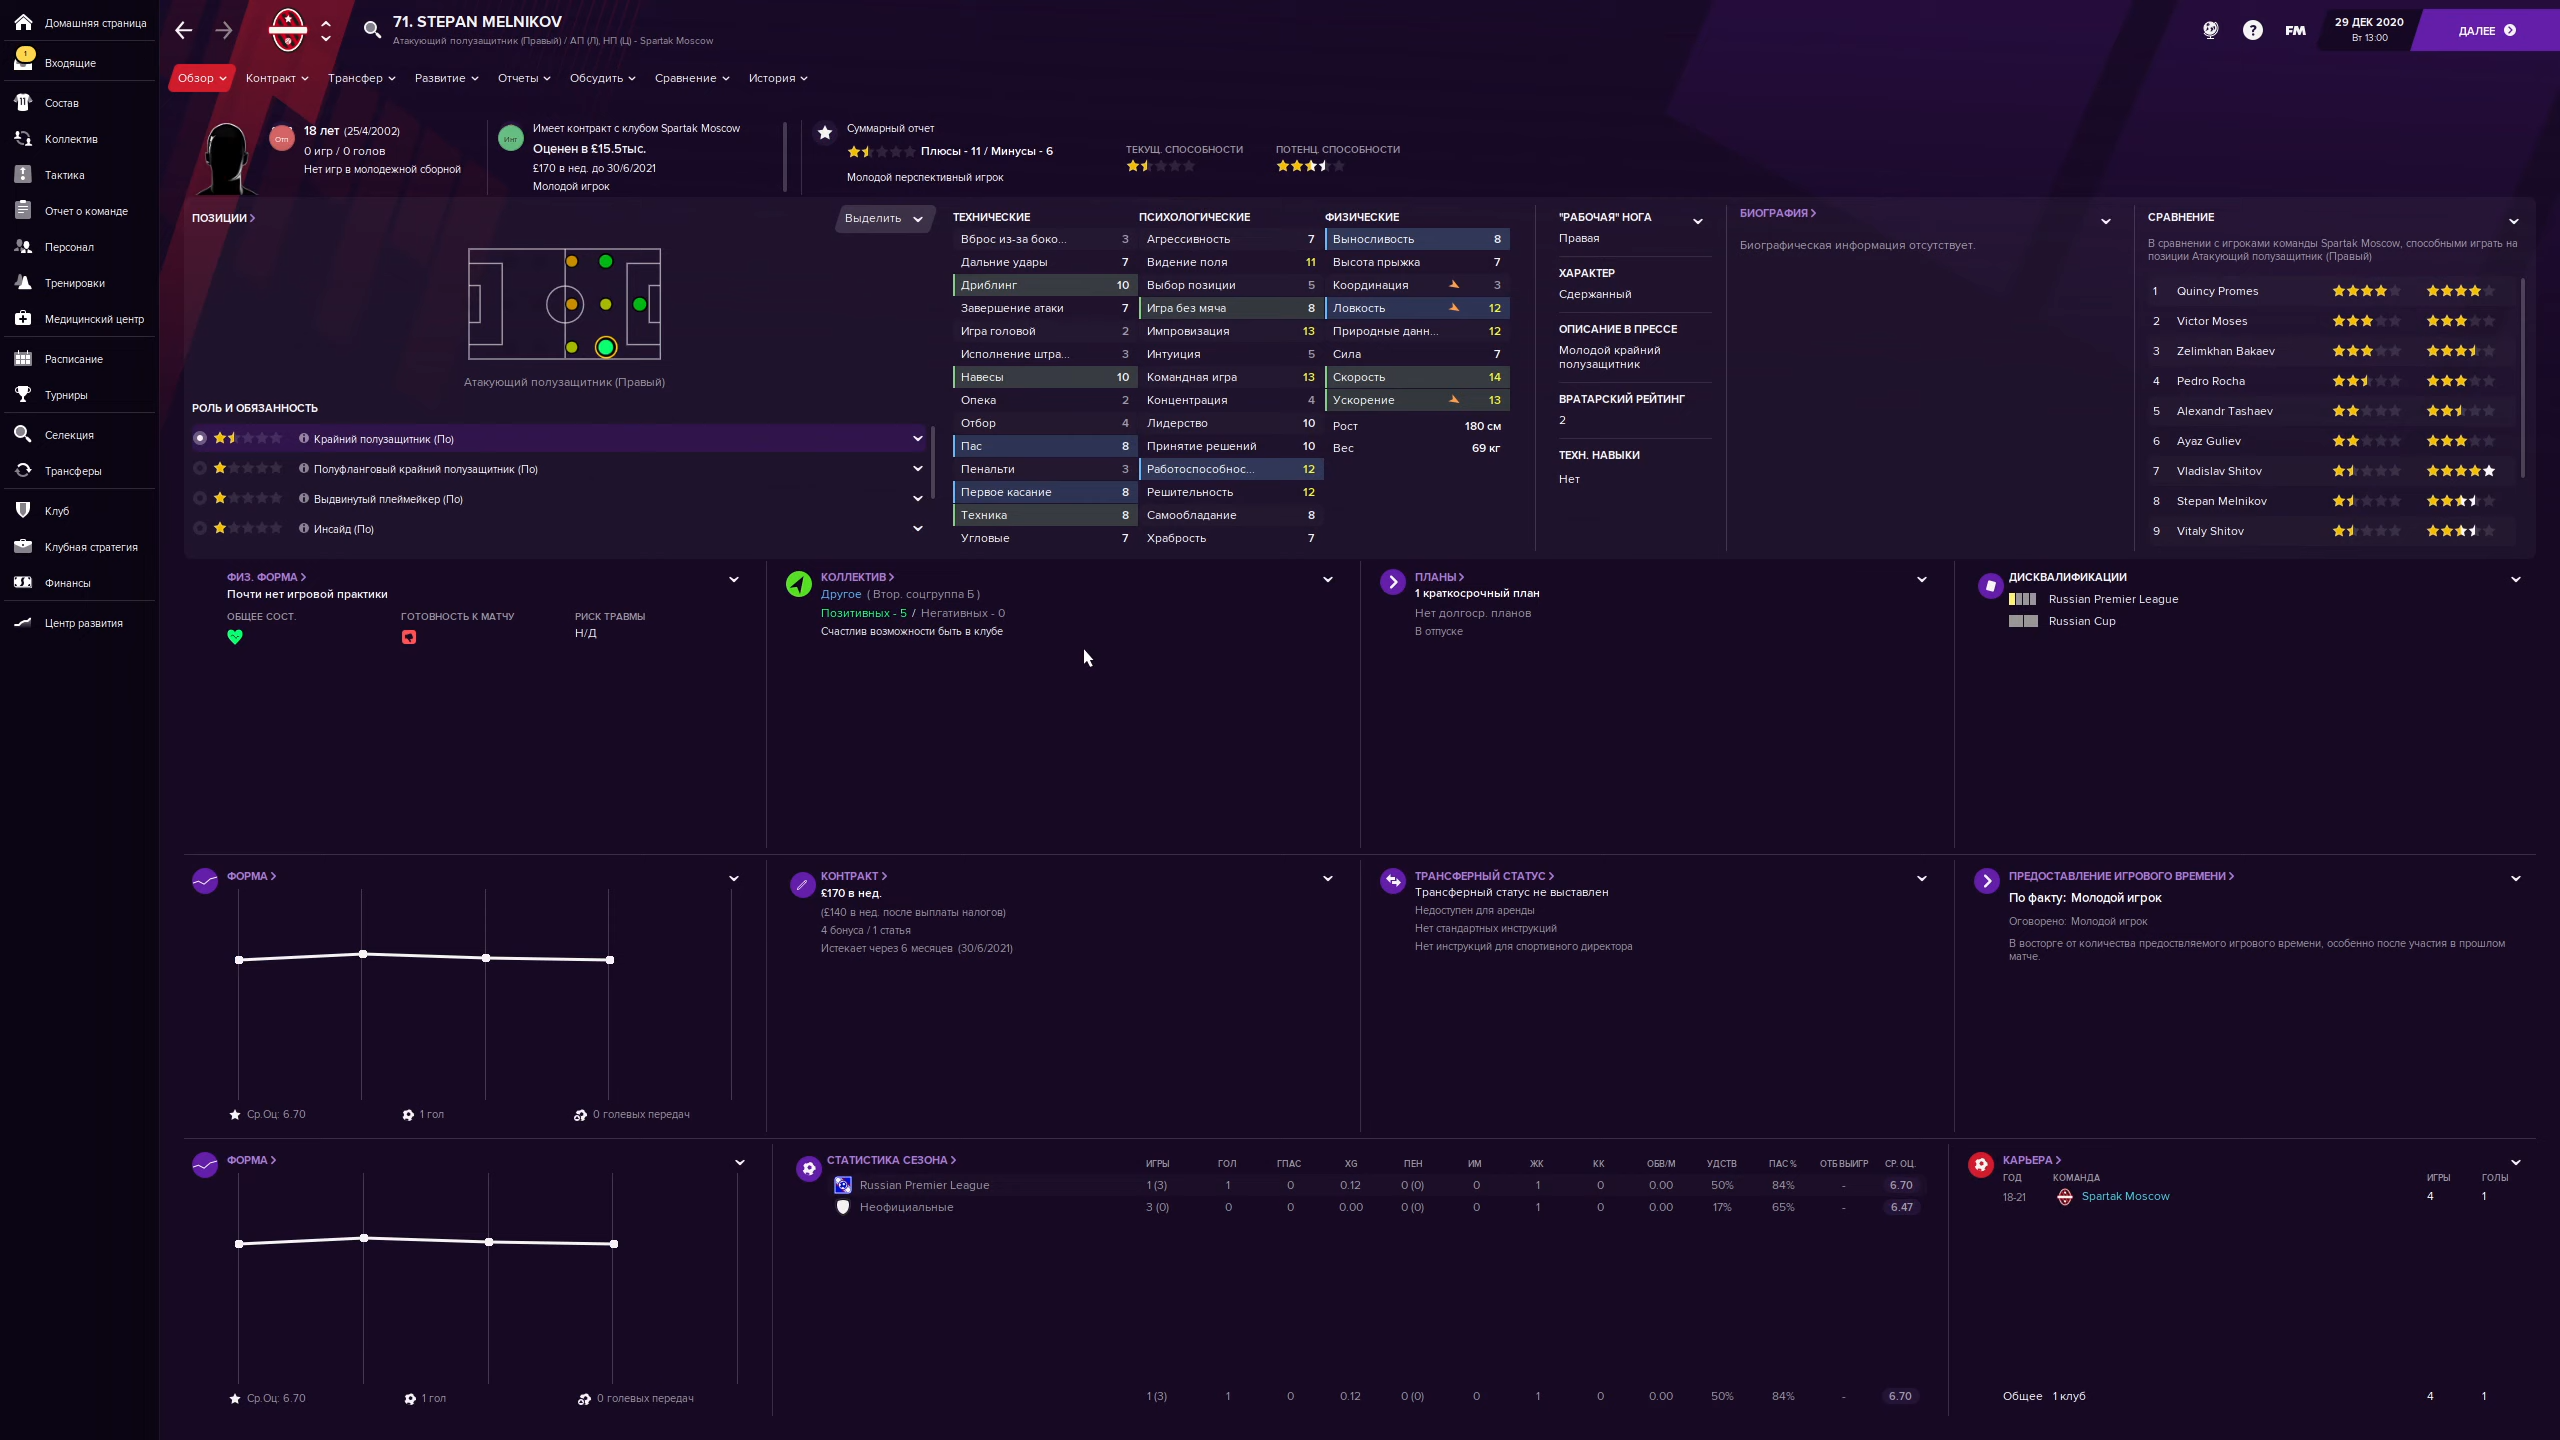 Домашняя страница
1
Входящие
Состав
Коллектив
Тактика
Отчет о команде
Персонал
Тренировки
Медицинский центр
Расписание
Турниры
Селекция
Трансферы
Клуб
Клубная стратегия
Финансы
Центр развития
71. STEPAN MELNIKOV
Атакующий полузащитник (Правый) / АП (Л), НП (Ц) - Spartak Moscow
FM
29 ДЕК 2020
Вт 13:00
ДАЛЕЕ
Обзор Контракт Трансфер Развитие Отчеты Обсудить Сравнение История
Отп
18 лет (25/4/2002)
0 игр / 0 голов
Нет игр в молодежной сборной
Инт
Имеет контракт с клубом Spartak Moscow
Оценен в £15.5тыс.
£170 в нед. до 30/6/2021
Молодой игрок
Суммарный отчет
Плюсы - 11 / Минусы - 6
Молодой перспективный игрок
ТЕКУЩ. СПОСОБНОСТИ
ПОТЕНЦ. СПОСОБНОСТИ
ПОЗИЦИИ
Выделить
Атакующий полузащитник (Правый)
РОЛЬ И ОБЯЗАННОСТЬ
Крайний полузащитник (По)
Полуфланговый крайний полузащитник (По)
Выдвинутый плеймейкер (По)
Инсайд (По)
ТЕХНИЧЕСКИЕ
Вброс из-за боко... 3
Дальние удары 7
Дриблинг 10
Завершение атаки 7
Игра головой 2
Исполнение штра... 3
Навесы 10
Опека 2
Отбор 4
Пас 8
Пенальти 3
Первое касание 8
Техника 8
Угловые 7
ПСИХОЛОГИЧЕСКИЕ
Агрессивность 7
Видение поля 11
Выбор позиции 5
Игра без мяча 8
Импровизация 13
Интуиция 5
Командная игра 13
Концентрация 4
Лидерство 10
Принятие решений 10
Работоспособнос... 12
Решительность 12
Самообладание 8
Храбрость 7
ФИЗИЧЕСКИЕ
Выносливость 8
Высота прыжка 7
Координация 3
Ловкость 12
Природные данн... 12
Сила 7
Скорость 14
Ускорение 13
Рост 180 см
Вес 69 кг
"РАБОЧАЯ" НОГА
Правая
ХАРАКТЕР
Сдержанный
ОПИСАНИЕ В ПРЕССЕ
Молодой крайний
полузащитник
ВРАТАРСКИЙ РЕЙТИНГ
2
ТЕХН. НАВЫКИ
Нет
БИОГРАФИЯ
Биографическая информация отсутствует.
СРАВНЕНИЕ
В сравнении с игроками команды Spartak Moscow, способными играть на
позиции Атакующий полузащитник (Правый)
1 Quincy Promes
2 Victor Moses
3 Zelimkhan Bakaev
4 Pedro Rocha
5 Alexandr Tashaev
6 Ayaz Guliev
7 Vladislav Shitov
8 Stepan Melnikov
9 Vitaly Shitov
ФИЗ. ФОРМА
Почти нет игровой практики
ОБЩЕЕ СОСТ. ГОТОВНОСТЬ К МАТЧУ РИСК ТРАВМЫ
Н/Д
КОЛЛЕКТИВ
Другое ( Втор. соцгруппа Б )
Позитивных - 5 / Негативных - 0
Счастлив возможности быть в клубе
ПЛАНЫ
1 краткосрочный план
Нет долгоср. планов
В отпуске
ДИСКВАЛИФИКАЦИИ
Russian Premier League
Russian Cup
ФОРМА
Ср.Оц: 6.70 1 гол 0 голевых передач
КОНТРАКТ
£170 в нед.
(£140 в нед. после выплаты налогов)
4 бонуса / 1 статья
Истекает через 6 месяцев (30/6/2021)
ТРАНСФЕРНЫЙ СТАТУС
Трансферный статус не выставлен
Недоступен для аренды
Нет стандартных инструкций
Нет инструкций для спортивного директора
ПРЕДОСТАВЛЕНИЕ ИГРОВОГО ВРЕМЕНИ
По факту: Молодой игрок
Оговорено: Молодой игрок
В восторге от количества предоствляемого игрового времени, особенно после участия в прошлом
матче.
ФОРМА
Ср.Оц: 6.70 1 гол 0 голевых передач
СТАТИСТИКА СЕЗОНА ИГРЫ ГОЛ ГПАС XG ПЕН ИМ ЖК КК ОБВ/М УДСТВ ПАС % ОТБ ВЫИГР СР. ОЦ.
Russian Premier League 1 (3) 1 0 0.12 0 (0) 0 1 0 0.00 50% 84% - 6.70
Неофициальные 3 (0) 0 0 0.00 0 (0) 0 1 0 0.00 17% 65% - 6.47
1 (3) 1 0 0.12 0 (0) 0 1 0 0.00 50% 84% - 6.70
КАРЬЕРА
ГОД КОМАНДА ИГРЫ ГОЛЫ
18-21 Spartak Moscow 4 1
Общее 1 клуб 4 1